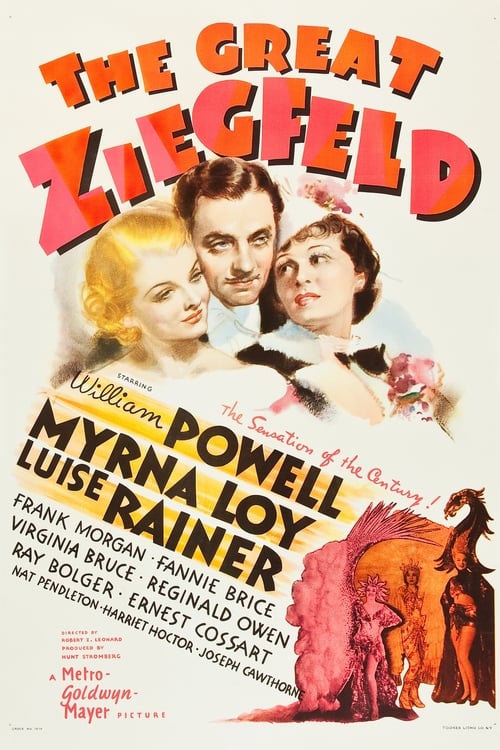 THE GREAT
ZIEGFELD
STARRING
William POWELL
MYRNA LOY
LUISE RAINER
The Sensation of the Century!
FRANK MORGAN · FANNIE BRICE
VIRGINIA BRUCE · REGINALD OWEN
RAY BOLGER · ERNEST COSSART
NAT PENDLETON · HARRIET HOCTOR · JOSEPH CAWTHORNE
DIRECTED BY
ROBERT Z. LEONARD
PRODUCED BY
HUNT STROMBERG
A Metro-
Goldwyn-
Mayer PICTURE